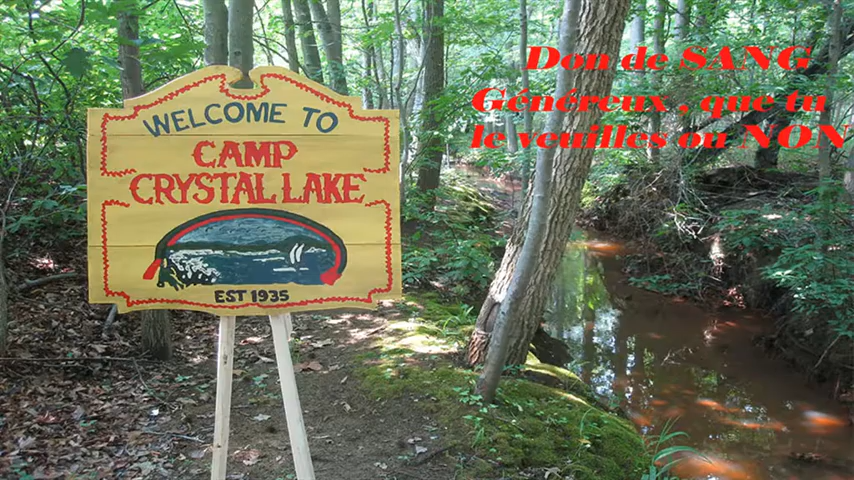 WELCOME TO
CAMP
CRYSTAL LAKE
EST 1935
Don de SANG
Généreux , que tu
le veuilles ou NON